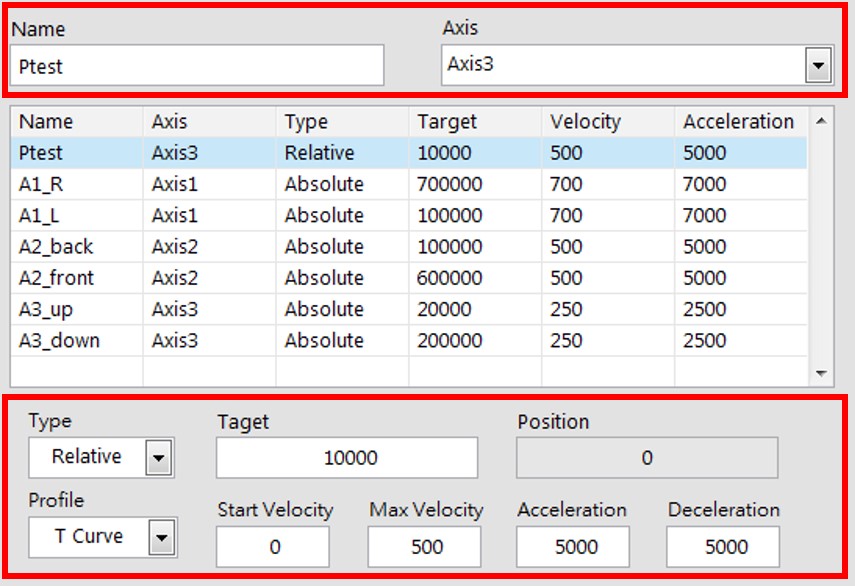 Name Axis
Ptest Axis3
Name Axis Type Target Velocity Acceleration
Ptest Axis3 Relative 10000 500 5000
A1_R Axis1 Absolute 700000 700 7000
A1_L Axis1 Absolute 100000 700 7000
A2_back Axis2 Absolute 100000 500 5000
A2_front Axis2 Absolute 600000 500 5000
A3_up Axis3 Absolute 20000 250 2500
A3_down Axis3 Absolute 200000 250 2500
Type Taget Position
Relative 10000 0
Profile Start Velocity Max Velocity Acceleration Deceleration
T Curve 0 500 5000 5000